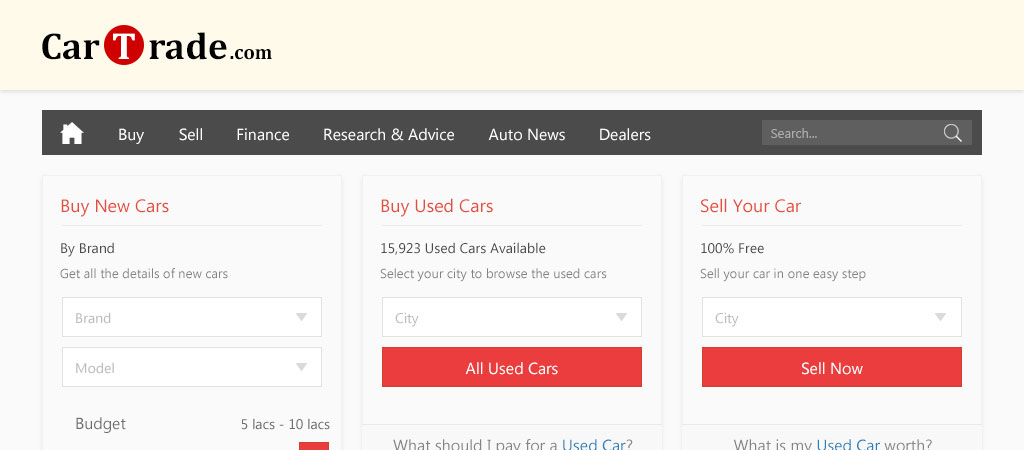 CarTrade.com
Buy Sell Finance Research & Advice Auto News Dealers Search...
Buy New Cars
By Brand
Get all the details of new cars
Brand
Model
Budget 5 lacs - 10 lacs
Buy Used Cars
15,923 Used Cars Available
Select your city to browse the used cars
City
All Used Cars
What should I pay for a Used Car?
Sell Your Car
100% Free
Sell your car in one easy step
City
Sell Now
What is my Used Car worth?